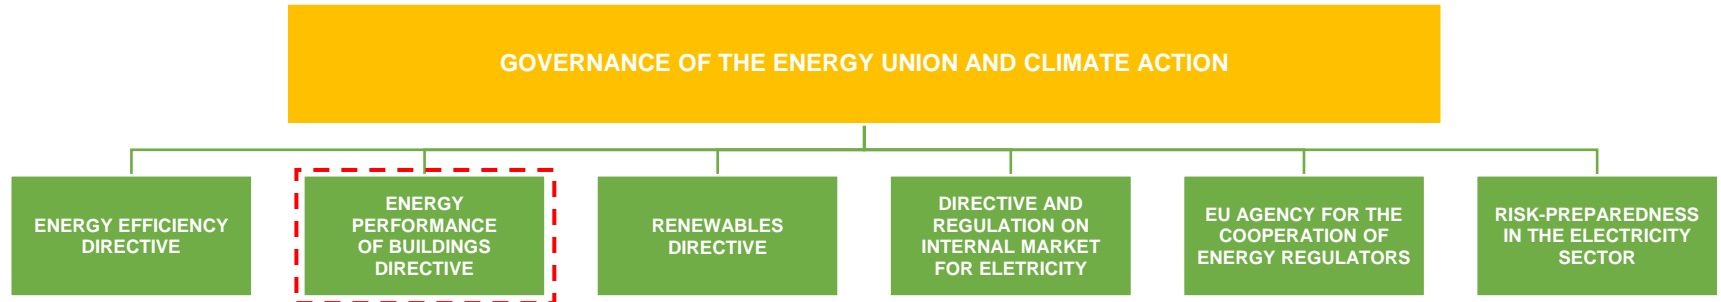 GOVERNANCE OF THE ENERGY UNION AND CLIMATE ACTION
ENERGY EFFICIENCY
DIRECTIVE
ENERGY
PERFORMANCE
OF BUILDINGS
DIRECTIVE
RENEWABLES
DIRECTIVE
DIRECTIVE AND
REGULATION ON
INTERNAL MARKET
FOR ELETRICITY
EU AGENCY FOR THE
COOPERATION OF
ENERGY REGULATORS
RISK-PREPAREDNESS
IN THE ELECTRICITY
SECTOR